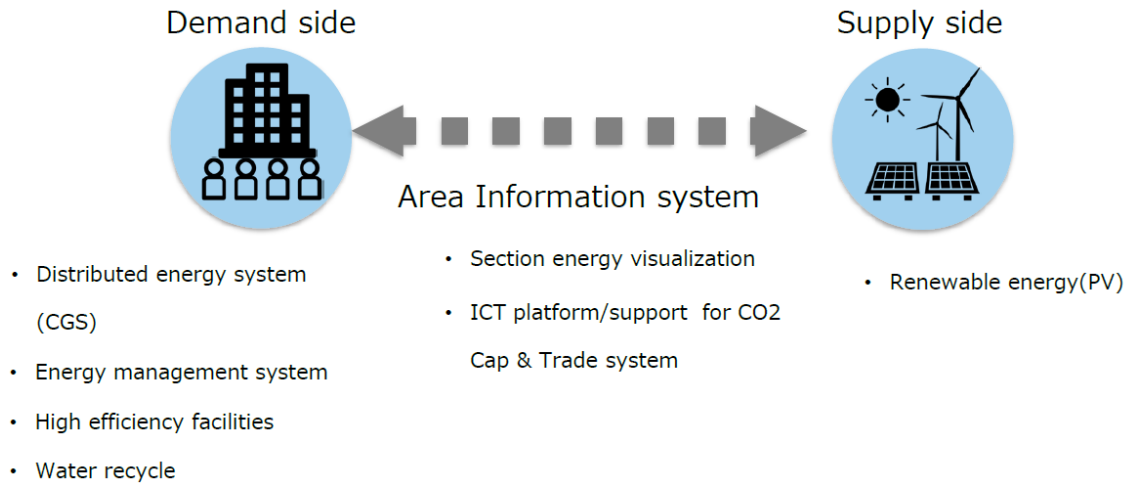 Demand side
Supply side
Area Information system
• Distributed energy system
(CGS)
• Energy management system
• High efficiency facilities
• Water recycle
• Section energy visualization
• ICT platform/support for CO2
Cap & Trade system
• Renewable energy(PV)